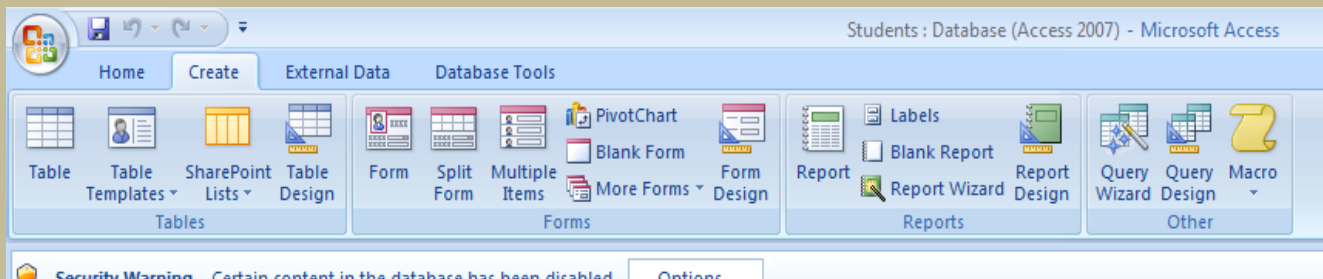 Students : Database (Access 2007) - Microsoft Access
Home Create External Data Database Tools
Table
Table Templates
SharePoint Lists
Table Design
Tables
Form
Split Form
Multiple Items
PivotChart
Blank Form
More Forms
Form Design
Forms
Report
Labels
Blank Report
Report Wizard
Report Design
Reports
Query Wizard
Query Design
Macro
Other
Security Warning Certain content in the database has been disabled Options...